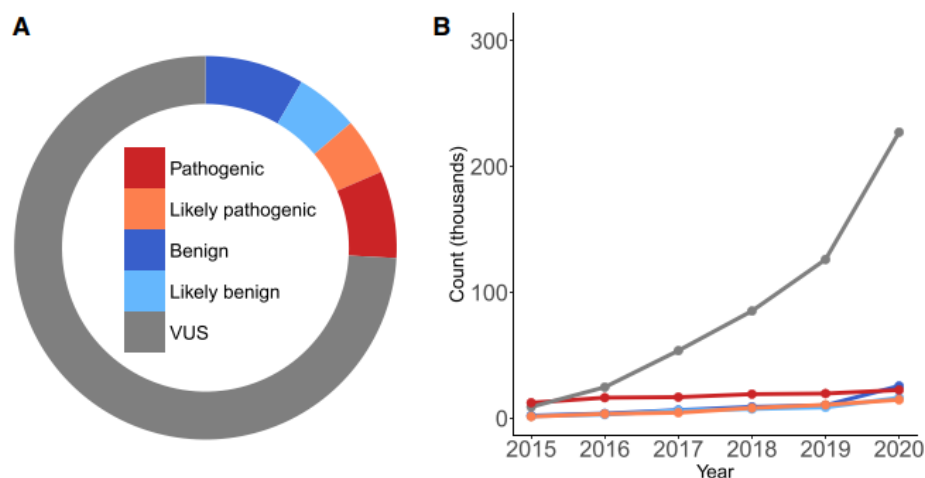 A
Pathogenic
Likely pathogenic
Benign
Likely benign
VUS
B
Count (thousands)
300
200
100
0
2015 2016 2017 2018 2019 2020
Year